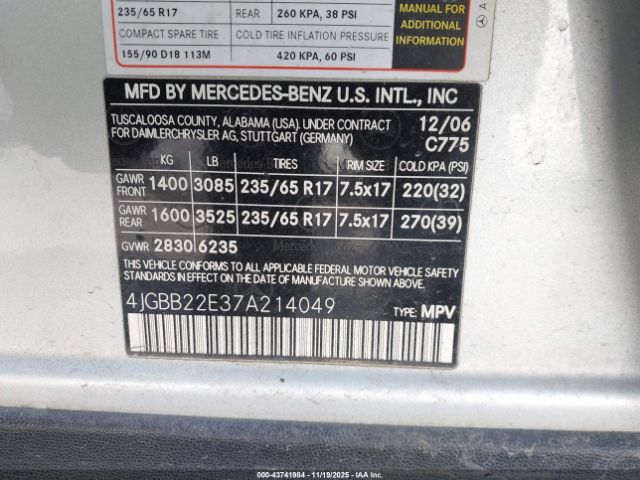 235/65 R17 REAR 260 KPA, 38 PSI
COMPACT SPARE TIRE COLD TIRE INFLATION PRESSURE
155/90 D18 113M 420 KPA, 60 PSI
MANUAL FOR
ADDITIONAL
INFORMATION
A
MFD BY MERCEDES-BENZ U.S. INTL., INC
TUSCALOOSA COUNTY, ALABAMA (USA). UNDER CONTRACT 12/06
FOR DAIMLERCHRYSLER AG, STUTTGART (GERMANY) C775
KG LB TIRES RIM SIZE COLD KPA (PSI)
GAWR FRONT 1400 3085 235/65 R17 7.5x17 220(32)
GAWR REAR 1600 3525 235/65 R17 7.5x17 270(39)
GVWR 2830 6235
THIS VEHICLE CONFORMS TO ALL APPLICABLE FEDERAL MOTOR VEHICLE SAFETY
STANDARDS IN EFFECT ON THE DATE OF MANUFACTURE SHOWN ABOVE.
4JGBB22E37A214049 TYPE: MPV
000-43741984 - 11/19/2025 - IAAI.COM